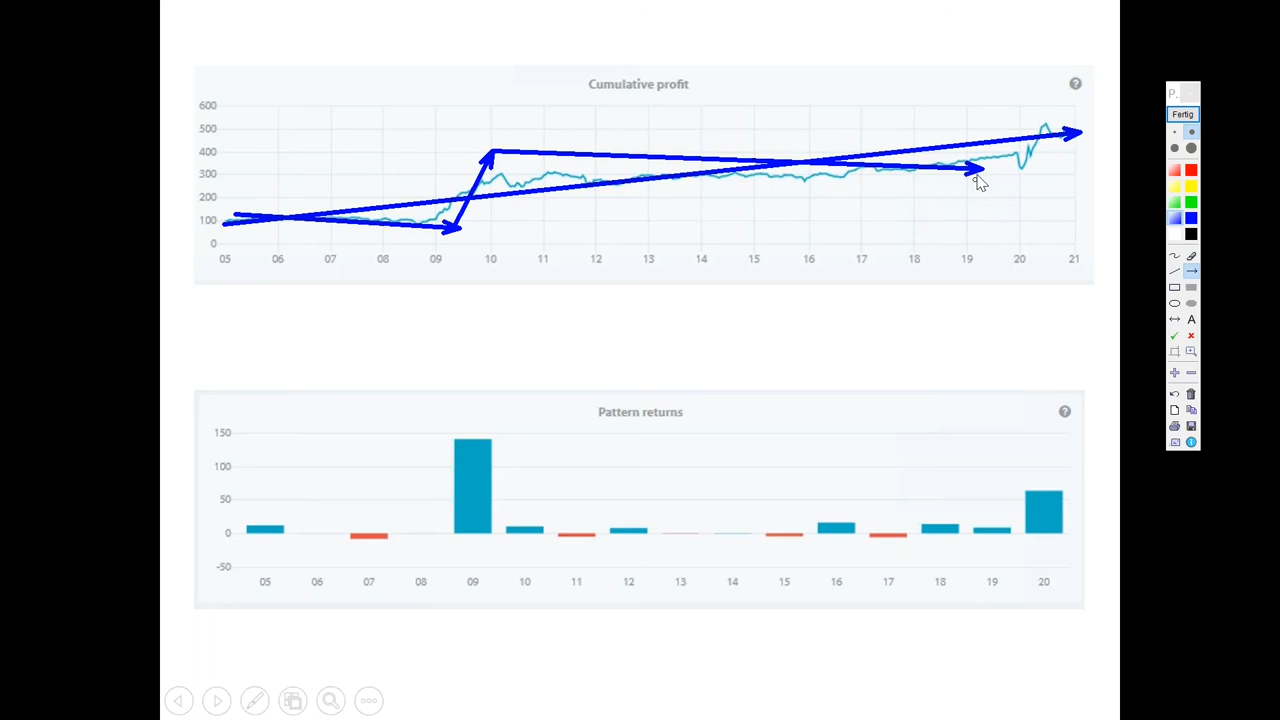 Cumulative profit
?
600
500
400
300
200
100
0
05 06 07 08 09 10 11 12 13 14 15 16 17 18 19 20 21
Pattern returns
?
150
100
50
0
-50
05 06 07 08 09 10 11 12 13 14 15 16 17 18 19 20
P.
Fertig
A